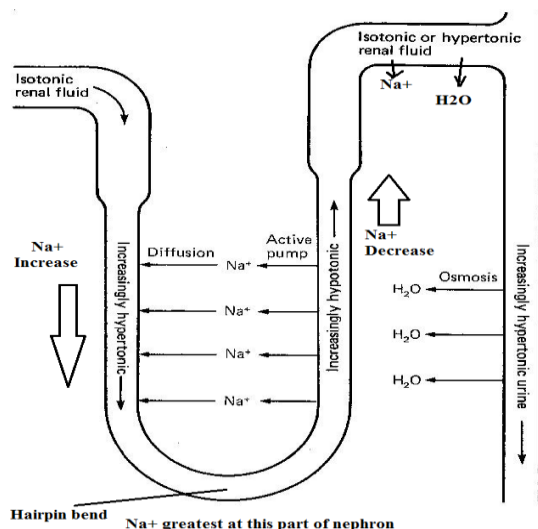 Isotonic or hypertonic
renal fluid
Na+
H2O
Isotonic
renal fluid
Na+
Increase
Increasingly hypertonic
Diffusion
Active
pump
Na+
Na+
Na+
Na+
Increasingly hypotonic
Na+
Decrease
Osmosis
H₂O
H₂O
H₂O
Increasingly hypertonic urine
Hairpin bend
Na+ greatest at this part of nephron